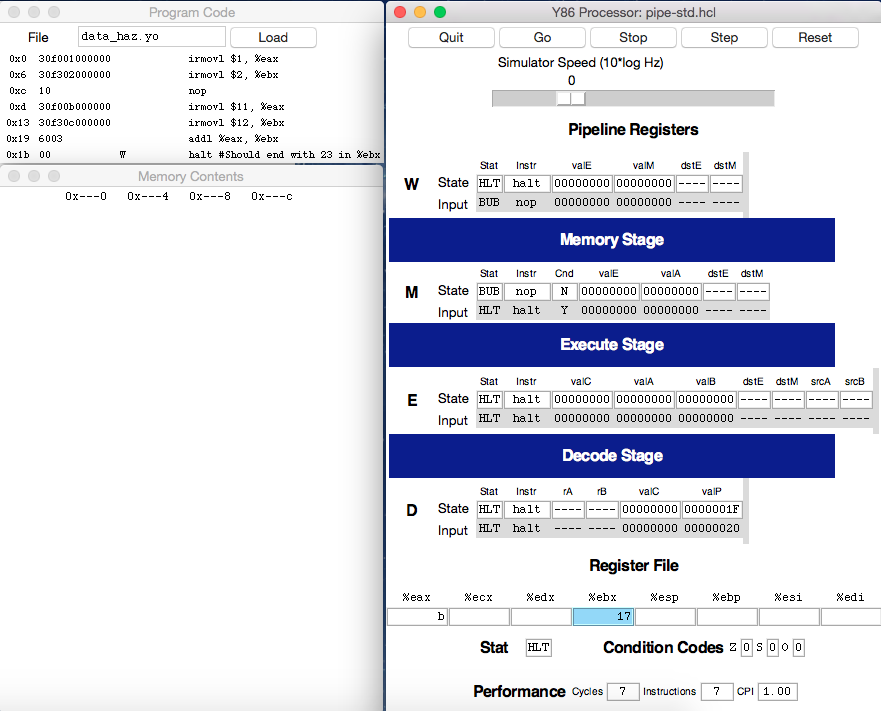 Program Code
File data_haz.yo Load
0x0 30f001000000 irmovl $1, %eax
0x6 30f302000000 irmovl $2, %ebx
0xc 10 nop
0xd 30f00b000000 irmovl $11, %eax
0x13 30f30c000000 irmovl $12, %ebx
0x19 6003 addl %eax, %ebx
0x1b 00 W halt #Should end with 23 in %ebx
Memory Contents
0x---0 0x---4 0x---8 0x---c
Y86 Processor: pipe-std.hcl
Quit Go Stop Step Reset
Simulator Speed (10*log Hz)
0
Pipeline Registers
Stat Instr valE valM dstE dstM
W State HLT halt 00000000 00000000 ---- ----
Input BUB nop 00000000 00000000 ---- ----
Memory Stage
Stat Instr Cnd valE valA dstE dstM
M State BUB nop N 00000000 00000000 ---- ----
Input HLT halt Y 00000000 00000000 ---- ----
Execute Stage
Stat Instr valC valA valB dstE dstM srcA srcB
E State HLT halt 00000000 00000000 00000000 ---- ---- ---- ----
Input HLT halt 00000000 00000000 00000000 ---- ---- ---- ----
Decode Stage
Stat Instr rA rB valC valP
D State HLT halt ---- ---- 00000000 0000001F
Input HLT halt ---- ---- 00000000 00000020
Register File
%eax %ecx %edx %ebx %esp %ebp %esi %edi
b 17
Stat HLT Condition Codes Z 0 S 0 O 0
Performance Cycles 7 Instructions 7 CPI 1.00